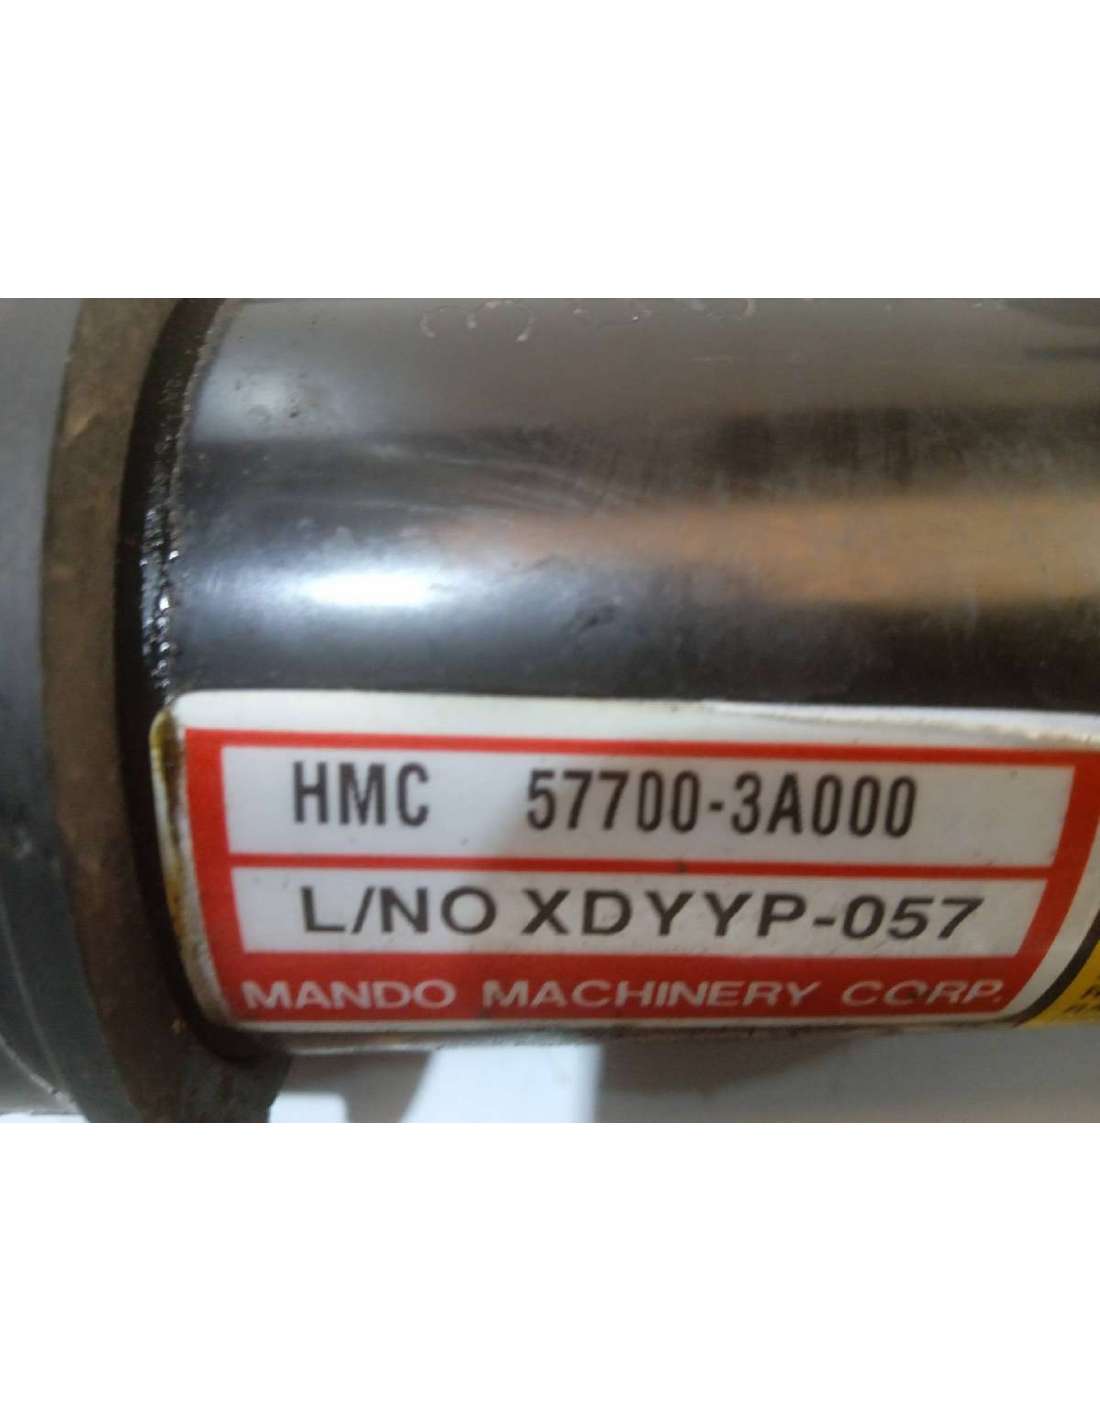 HMC 57700-3A000
L/NO XDYYP-057
MANDO MACHINERY CORP.